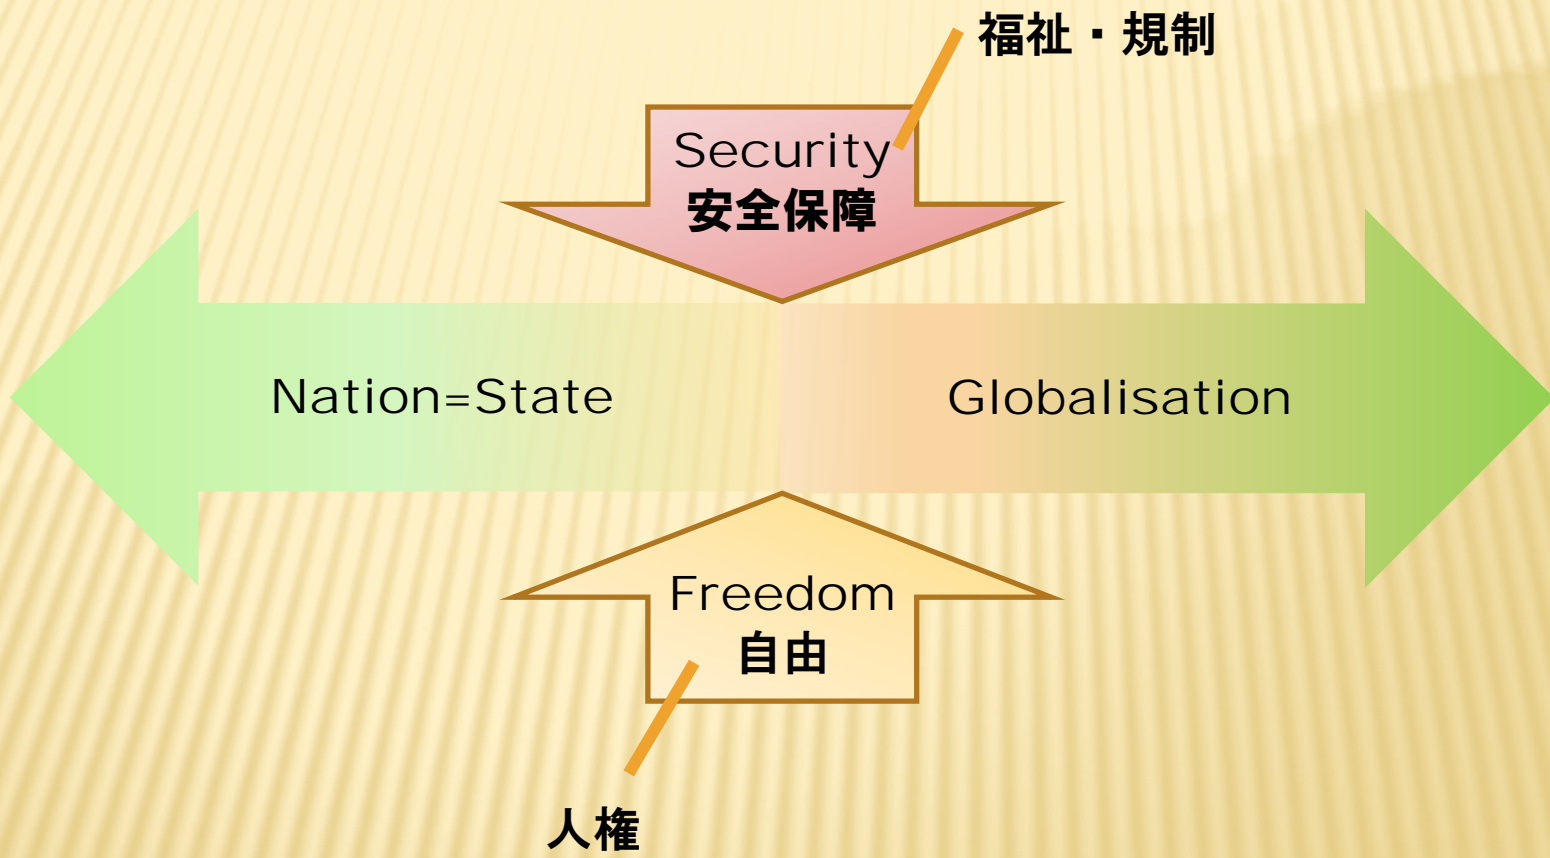 福祉・規制
Security
安全保障
Nation=State
Globalisation
Freedom
自由
人権